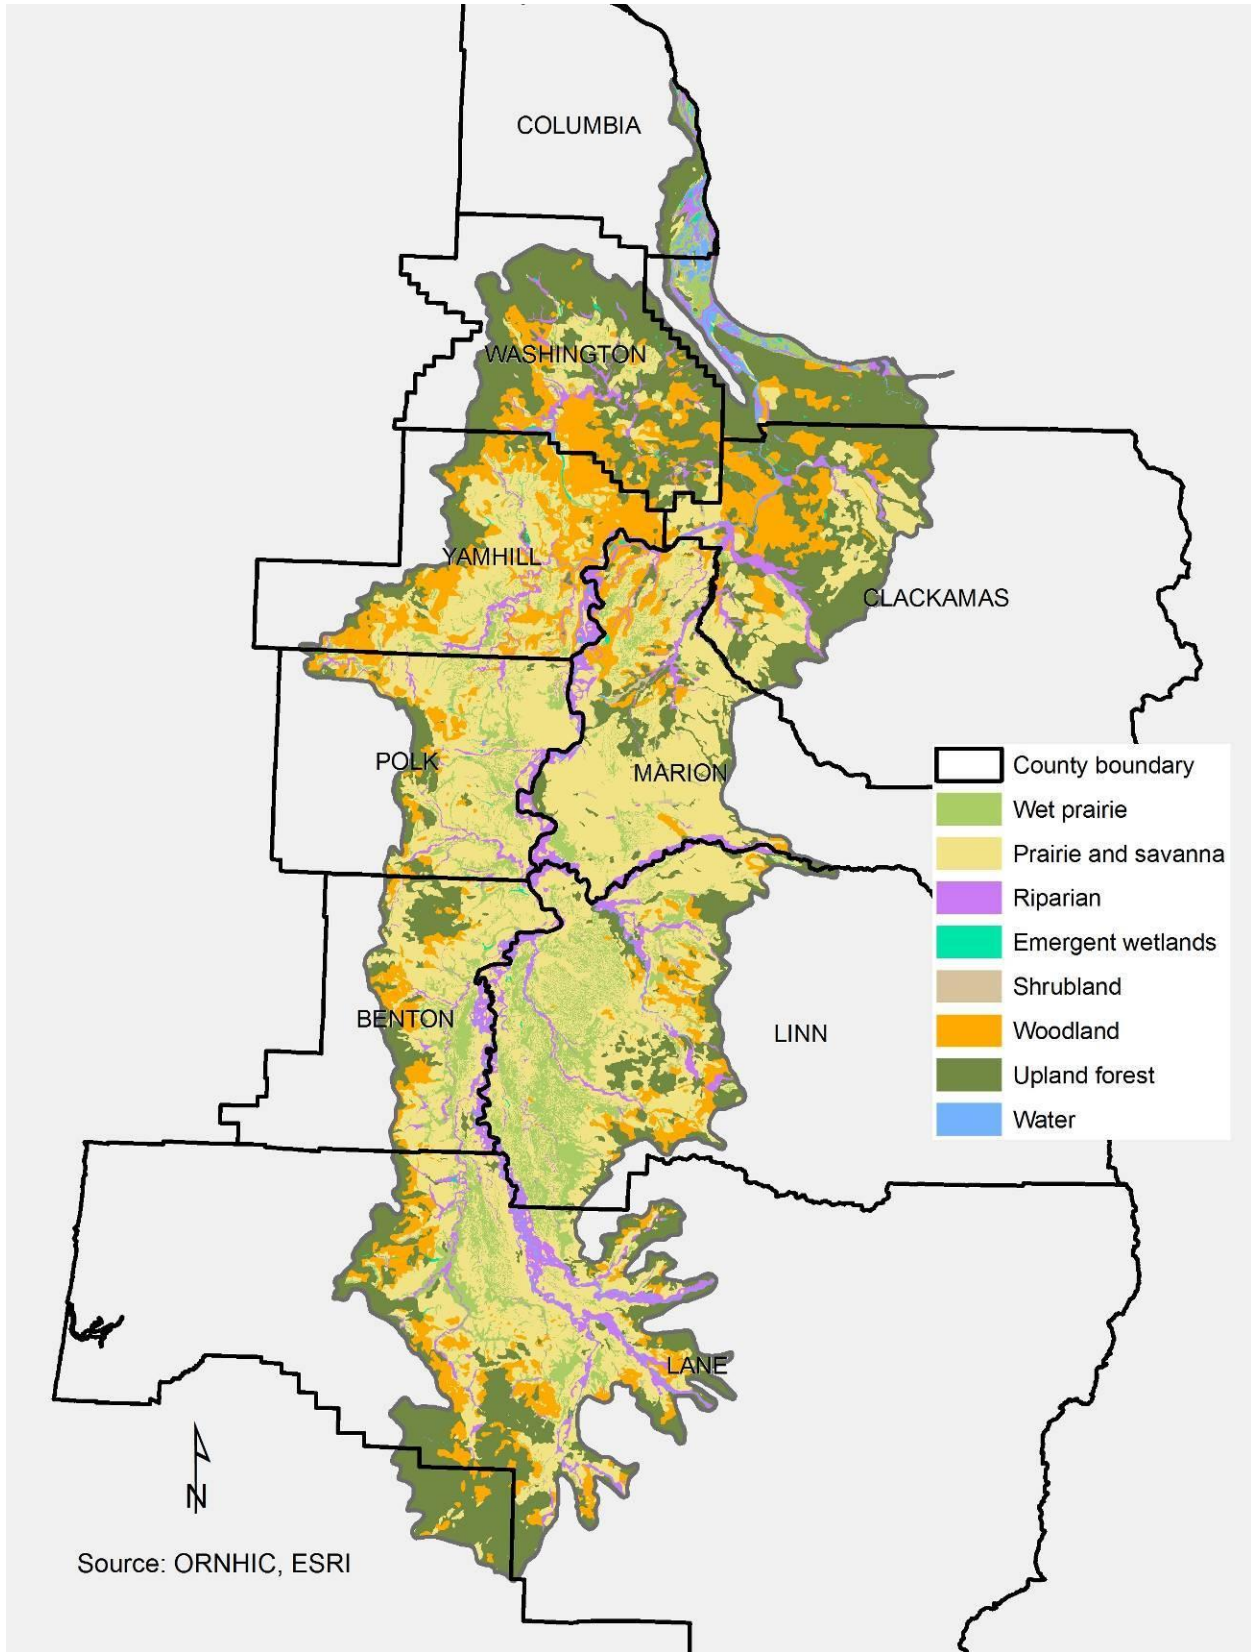 COLUMBIA
WASHINGTON
YAMHILL
CLACKAMAS
POLK
MARION
BENTON
LINN
LANE
County boundary
Wet prairie
Prairie and savanna
Riparian
Emergent wetlands
Shrubland
Woodland
Upland forest
Water
N
Source: ORNHIC, ESRI